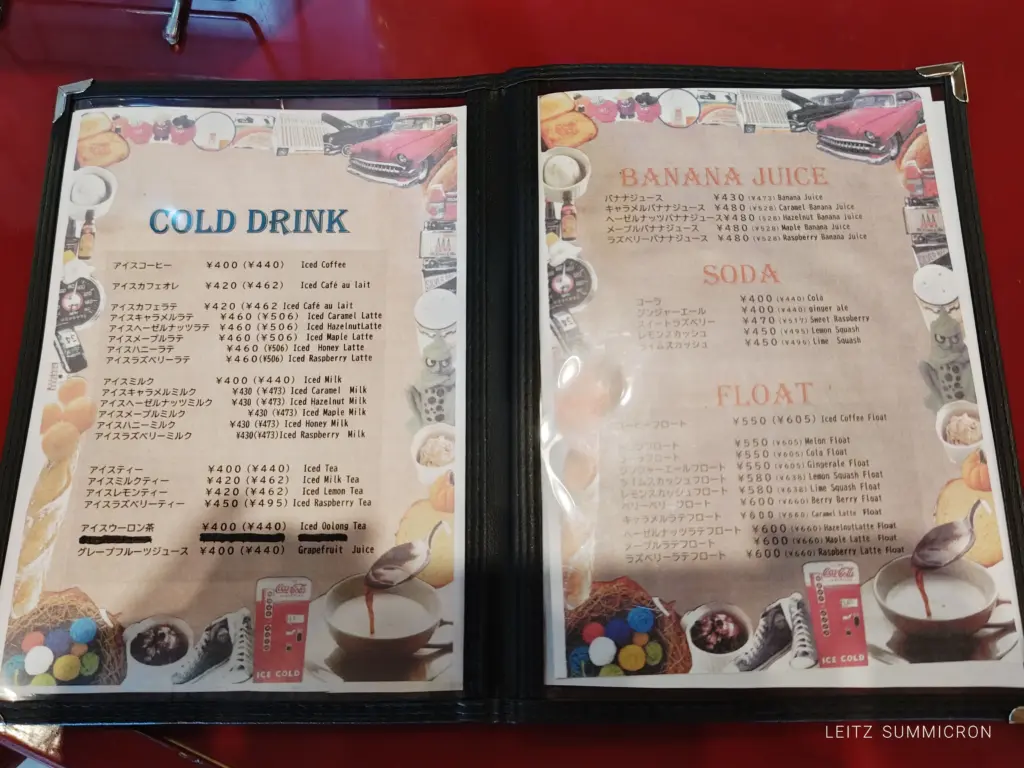 COLD DRINK
アイスコーヒー ¥400(¥440) Iced Coffee
アイスカフェオレ ¥420(¥462) Iced Café au lait
アイスカフェラテ ¥420(¥462 Iced Café au lait
アイスキャラメルラテ ¥460(¥506) Iced Caramel Latte
アイスヘーゼルナッツラテ ¥460(¥506) Iced HazelnutLatte
アイスメープルラテ ¥460(¥506) Iced Maple Latte
アイスハニーラテ ¥460(¥506) Iced Honey Latte
アイスラズベリーラテ ¥460(¥506) Iced Raspberry Latte
アイスミルク ¥400(¥440) Iced Milk
アイスキャラメルミルク ¥430(¥473) Iced Caramel Milk
アイスヘーゼルナッツミルク ¥430(¥473) Iced Hazelnut Milk
アイスメープルミルク ¥430(¥473) Iced Maple Milk
アイスハニーミルク ¥430(¥473) Iced Honey Milk
アイスラズベリーミルク ¥430(¥473)Iced Raspberry Milk
アイスティー ¥400(¥440) Iced Tea
アイスミルクティー ¥420(¥462) Iced Milk Tea
アイスレモンティー ¥420(¥462) Iced Lemon Tea
アイスラズベリーティー ¥450(¥495) Iced Raspberry Tea
アイスウーロン茶 ¥400(¥440) Iced Oolong Tea
グレープフルーツジュース ¥400(¥440) Grapefruit Juice
Coca-Cola
ICE COLD
BANANA JUICE
バナナジュース ¥430(¥473) Banana Juice
キャラメルバナナジュース ¥480(¥528) Caramel Banana Juice
ヘーゼルナッツバナナジュース¥480(528) Hazelnut Banana Juice
メープルバナナジュース ¥480(¥528) Maple Banana Juice
ラズベリーバナナジュース ¥480(¥528) Raspberry Banana Juice
SODA
コーラ ¥400(¥440) Cola
ジンジャーエール ¥400(¥440) ginger ale
スイートラズベリー ¥470(¥517) Sweet Raspberry
レモンスカッシュ ¥450(¥495) Lemon Squash
ライムスカッシュ ¥450(¥495) Lime Squash
FLOAT
コーヒーフロート ¥550(¥605) Iced Coffee Float
フロート ¥550(¥605) Melon Float
コーラフロート ¥550(¥605) Cola Float
ジンジャーエールフロート ¥550(¥605) Gingerale Float
ライムスカッシュフロート ¥580(¥638) Lemon Squash Float
レモンスカッシュフロート ¥580(¥638) Lime Squash Float
ベリーベリーフロート ¥600(¥660) Berry Berry Float
キャラメルラテフロート ¥600(¥660) Caramel Latte Float
ヘーゼルナッツラテフロート ¥600(¥660) HazelnutLatte Float
メープルラテフロート ¥600(¥660) Maple Latte Float
ラズベリーラテフロート ¥600(¥660) Raspberry Latte Float
Coca-Cola
ICE COLD
LEITZ SUMMICRON